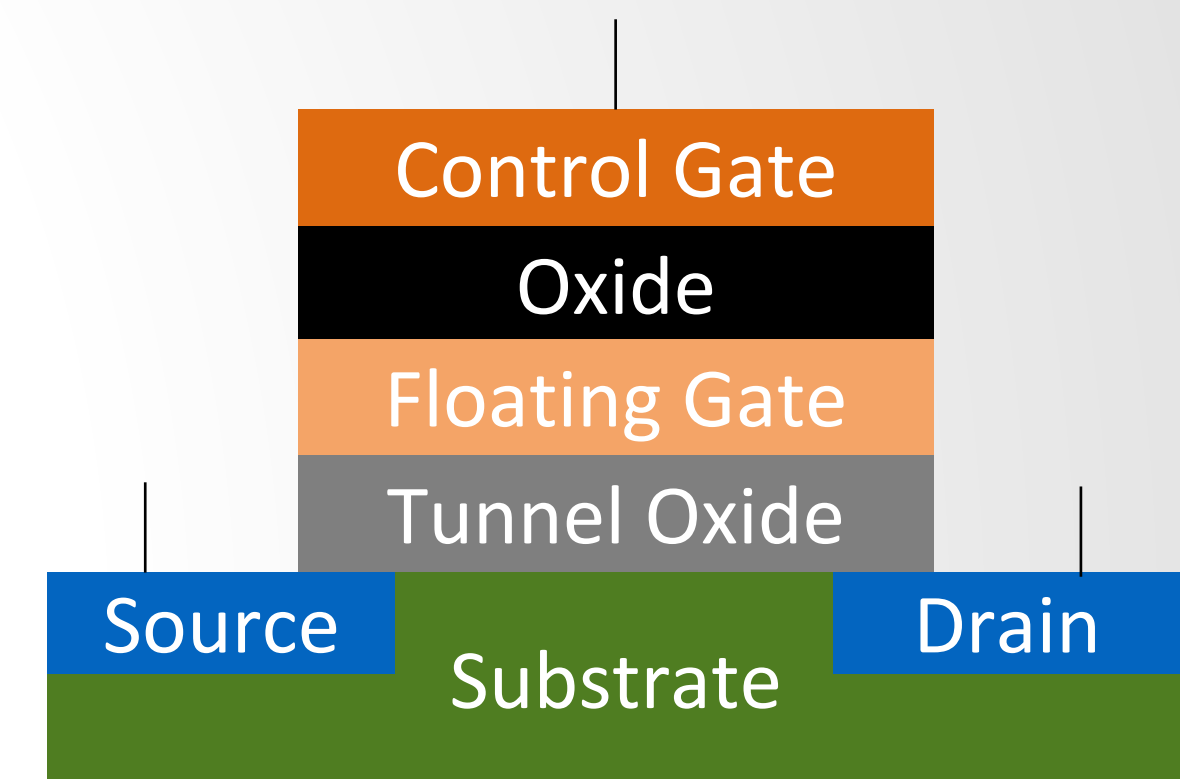 Control Gate
Oxide
Floating Gate
Tunnel Oxide
Source
Drain
Substrate